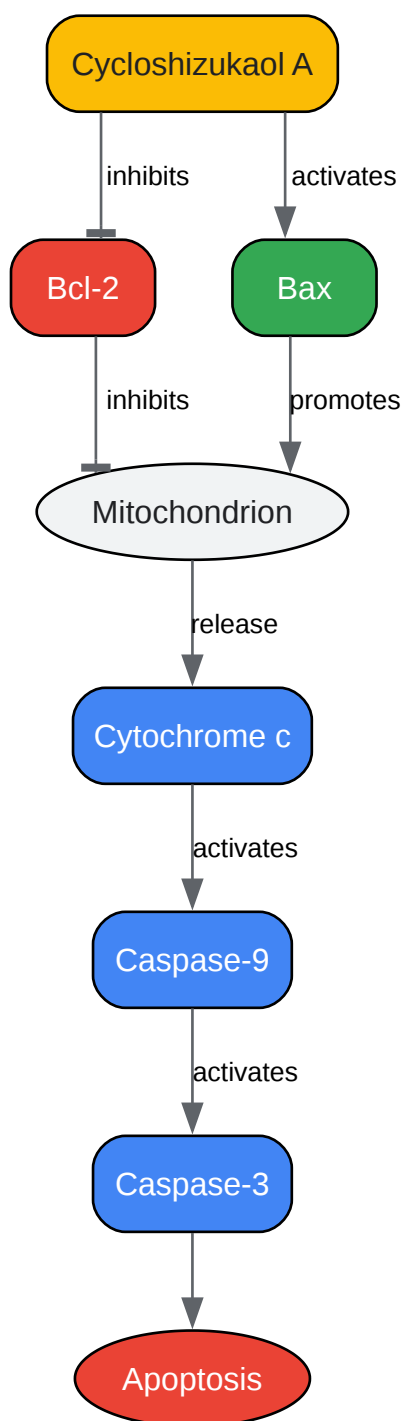 Cycloshizukaol A
inhibits
activates
Bcl-2
Bax
inhibits
promotes
Mitochondrion
release
Cytochrome c
activates
Caspase-9
activates
Caspase-3
Apoptosis